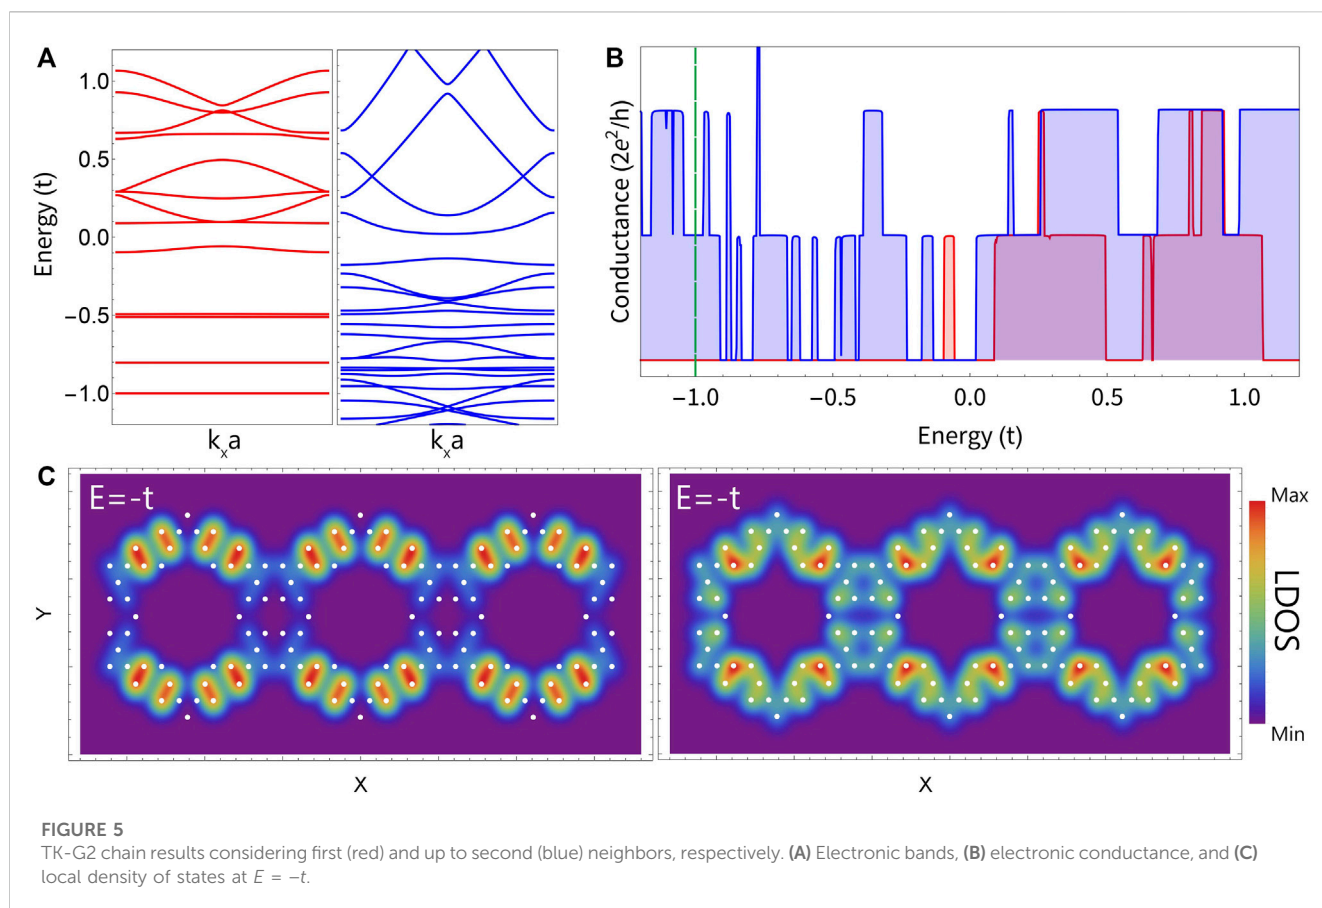 A
B
1.0
0.5
0.0
−0.5
−1.0
Energy (t)
kₓa
kₓa
Conductance (2e²/h)
−1.0
−0.5
0.0
0.5
1.0
Energy (t)
C
E=-t
E=-t
Y
X
X
Max
LDOS
Min
FIGURE 5
TK-G2 chain results considering first (red) and up to second (blue) neighbors, respectively. (A) Electronic bands, (B) electronic conductance, and (C)
local density of states at E = –t.